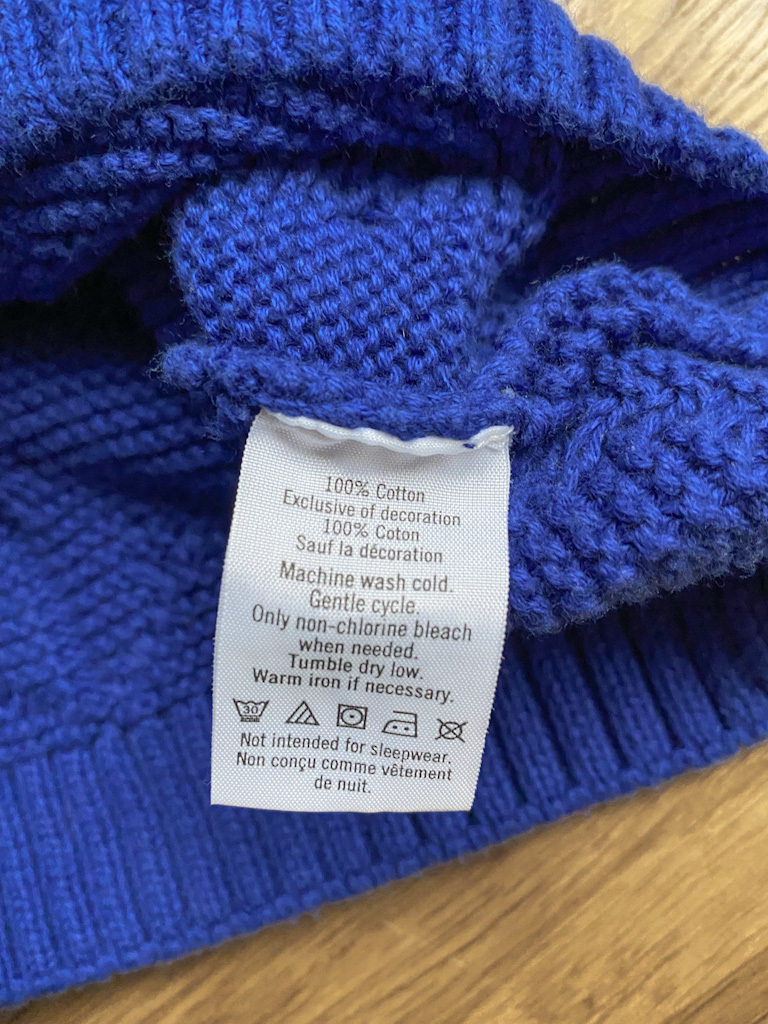 100% Cotton
Exclusive of decoration
100% Coton
Sauf la décoration
Machine wash cold.
Gentle cycle.
Only non-chlorine bleach
when needed.
Tumble dry low.
Warm iron if necessary.
30
Not intended for sleepwear.
Non conçu comme vêtement
de nuit.